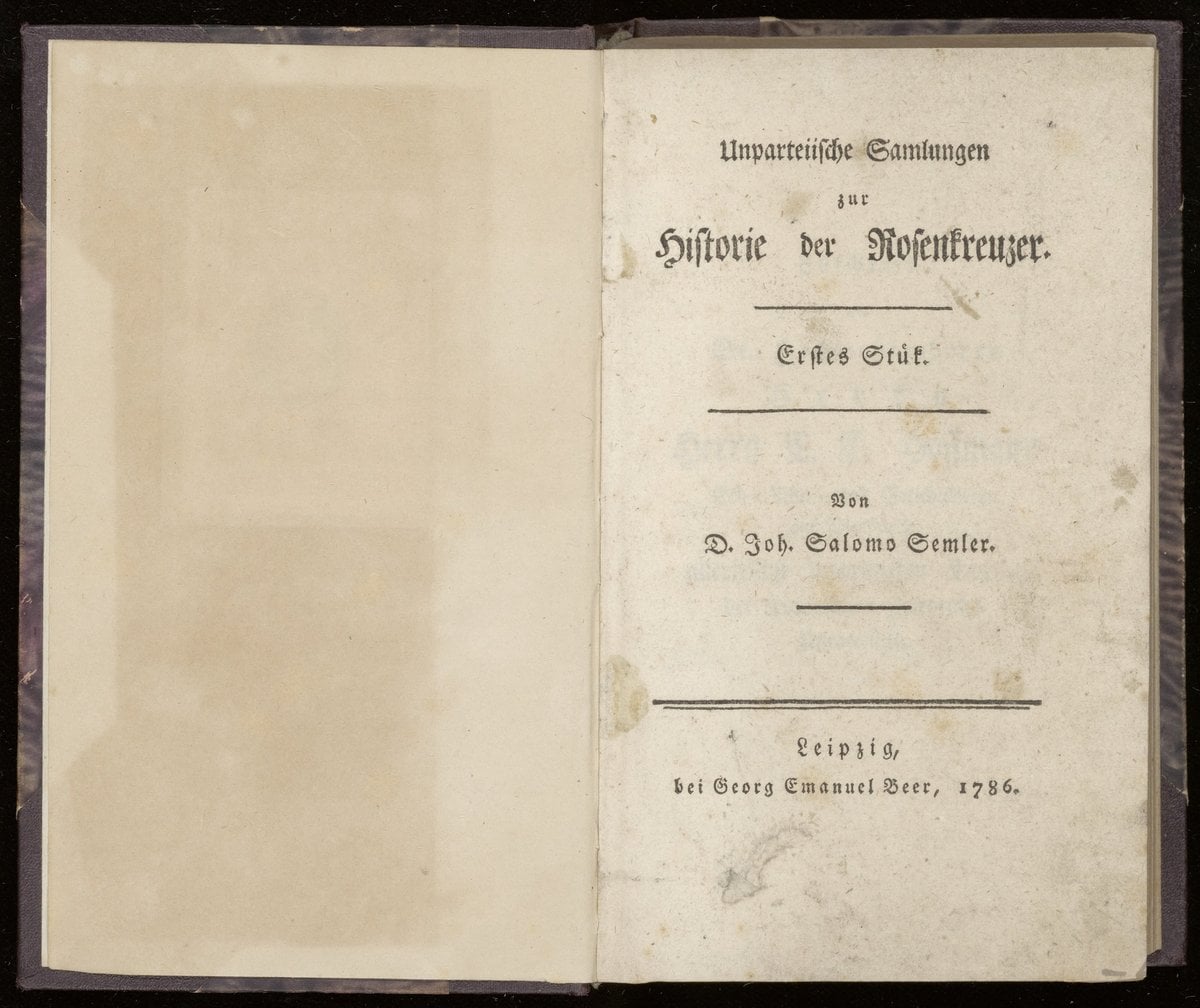 Unparteiische Samlungen
zur
Historie der Rosenkreuzer.
Erstes Stük.
Von
D. Joh. Salomo Semler.
Leipzig,
bei Georg Emanuel Beer, 1786.